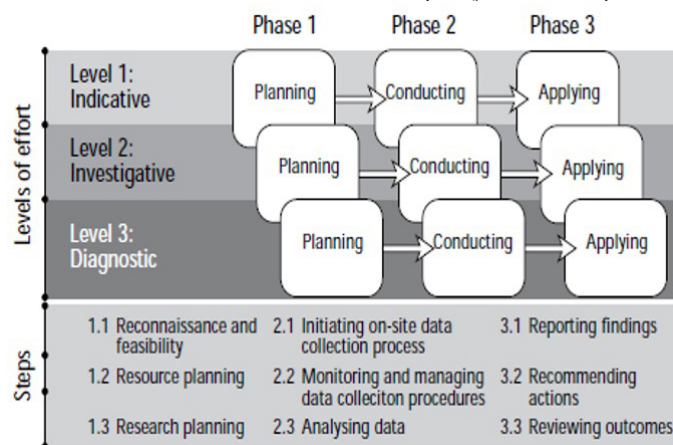 Phase 1 Phase 2 Phase 3
Levels of effort
Level 1:
Indicative
Planning Conducting Applying
Level 2:
Investigative
Planning Conducting Applying
Level 3:
Diagnostic
Planning Conducting Applying
Steps
1.1 Reconnaissance and
feasibility
1.2 Resource planning
1.3 Research planning
2.1 Initiating on-site data
collection process
2.2 Monitoring and managing
data colleciton procedures
2.3 Analysing data
3.1 Reporting findings
3.2 Recommending
actions
3.3 Reviewing outcomes